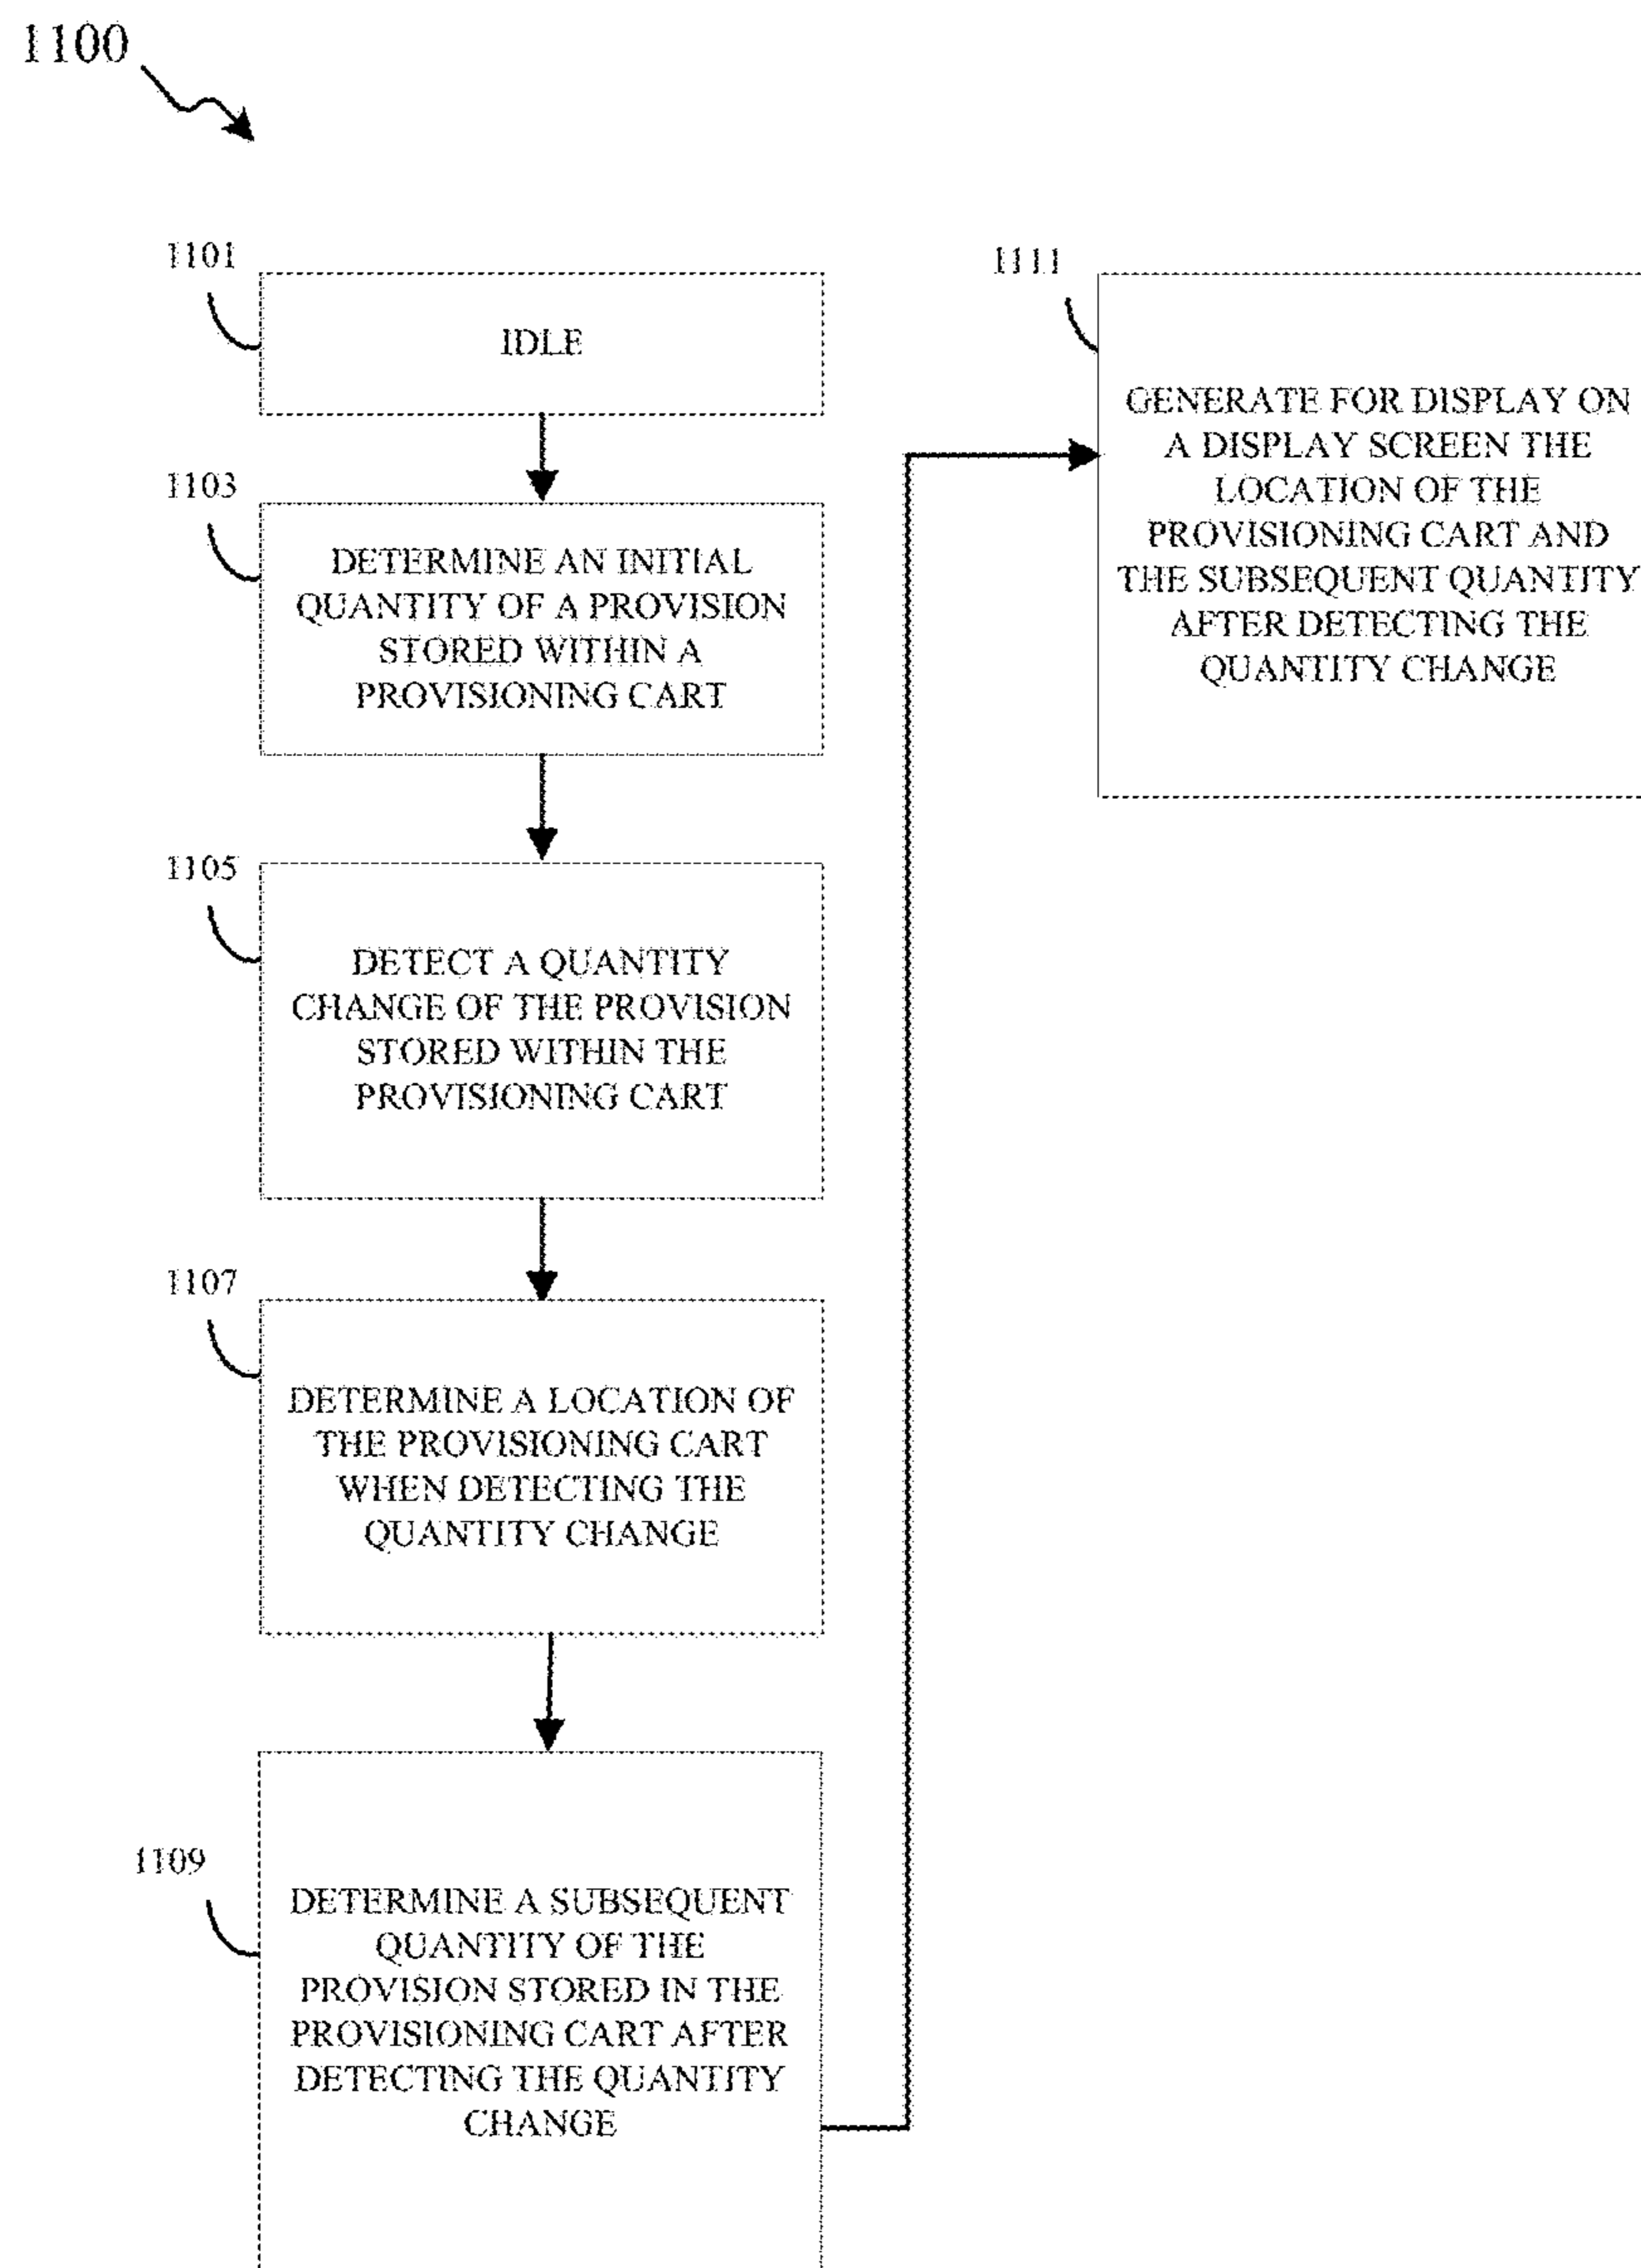 1100
1101
IDLE
1103
DETERMINE AN INITIAL
QUANTITY OF A PROVISION
STORED WITHIN A
PROVISIONING CART
1105
DETECT A QUANTITY
CHANGE OF THE PROVISION
STORED WITHIN THE
PROVISIONING CART
1107
DETERMINE A LOCATION OF
THE PROVISIONING CART
WHEN DETECTING THE
QUANTITY CHANGE
1109
DETERMINE A SUBSEQUENT
QUANTITY OF THE
PROVISION STORED IN THE
PROVISIONING CART AFTER
DETECTING THE QUANTITY
CHANGE
1111
GENERATE FOR DISPLAY ON
A DISPLAY SCREEN THE
LOCATION OF THE
PROVISIONING CART AND
THE SUBSEQUENT QUANTITY
AFTER DETECTING THE
QUANTITY CHANGE